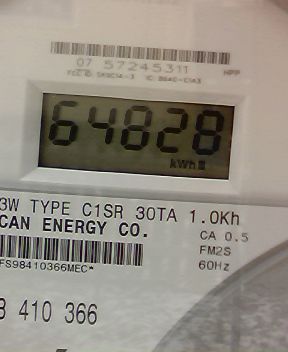 07 57245311
HPP
64828
kWh
3W TYPE C1SR 30TA 1.0Kh
CAN ENERGY CO.
CA 0.5
FM2S
FS98410366MEC*
60Hz
410 366